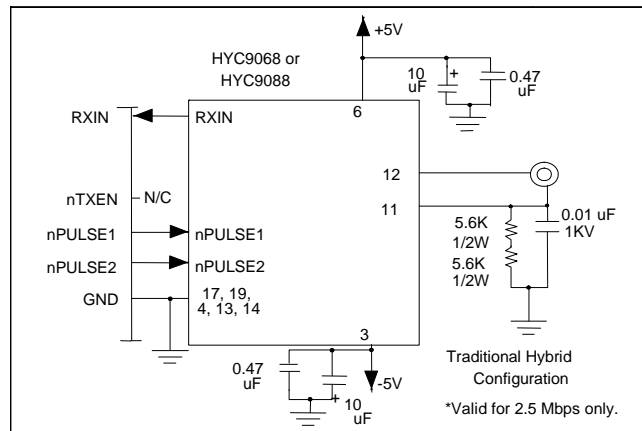 +5V
HYC9068 or
HYC9088
10
uF
+
0.47
uF
6
RXIN
RXIN
12
nTXEN
N/C
11
0.01 uF
1KV
5.6K
1/2W
5.6K
1/2W
nPULSE1
nPULSE1
nPULSE2
nPULSE2
GND
17, 19,
4, 13, 14
3
0.47
uF
+
10
uF
-5V
Traditional Hybrid
Configuration
*Valid for 2.5 Mbps only.